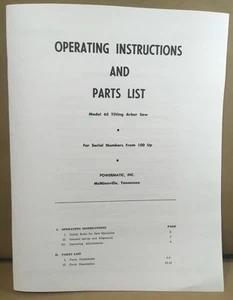 OPERATING INSTRUCTIONS
AND
PARTS LIST
Model 65 Tilting Arbor Saw
For Serial Numbers From 100 Up
POWERMATIC, INC.
McMinnville, Tennessee
I. OPERATING INSTRUCTIONS PAGE
II. PARTS LIST